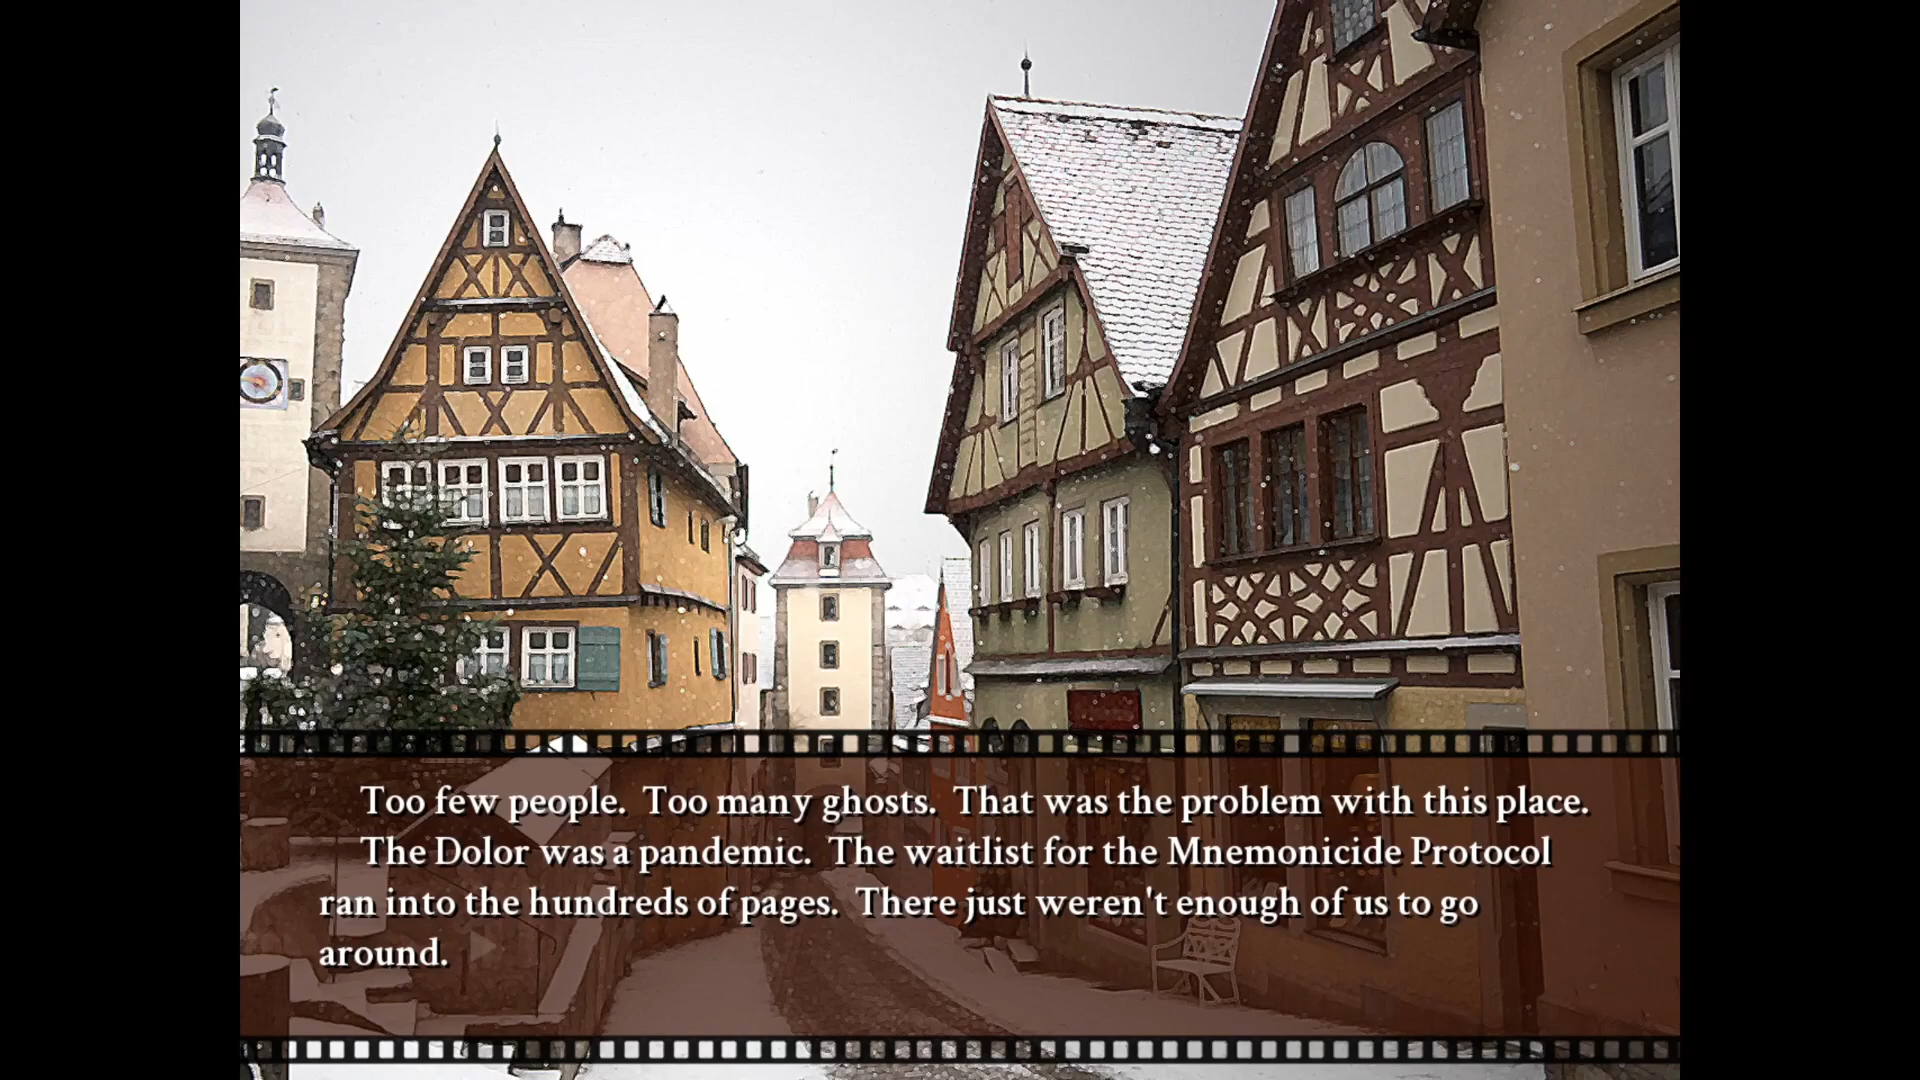 Too few people.  Too many ghosts.  That was the problem with this place.
The Dolor was a pandemic.  The waitlist for the Mnemonicide Protocol
ran into the hundreds of pages.  There just weren't enough of us to go
around.